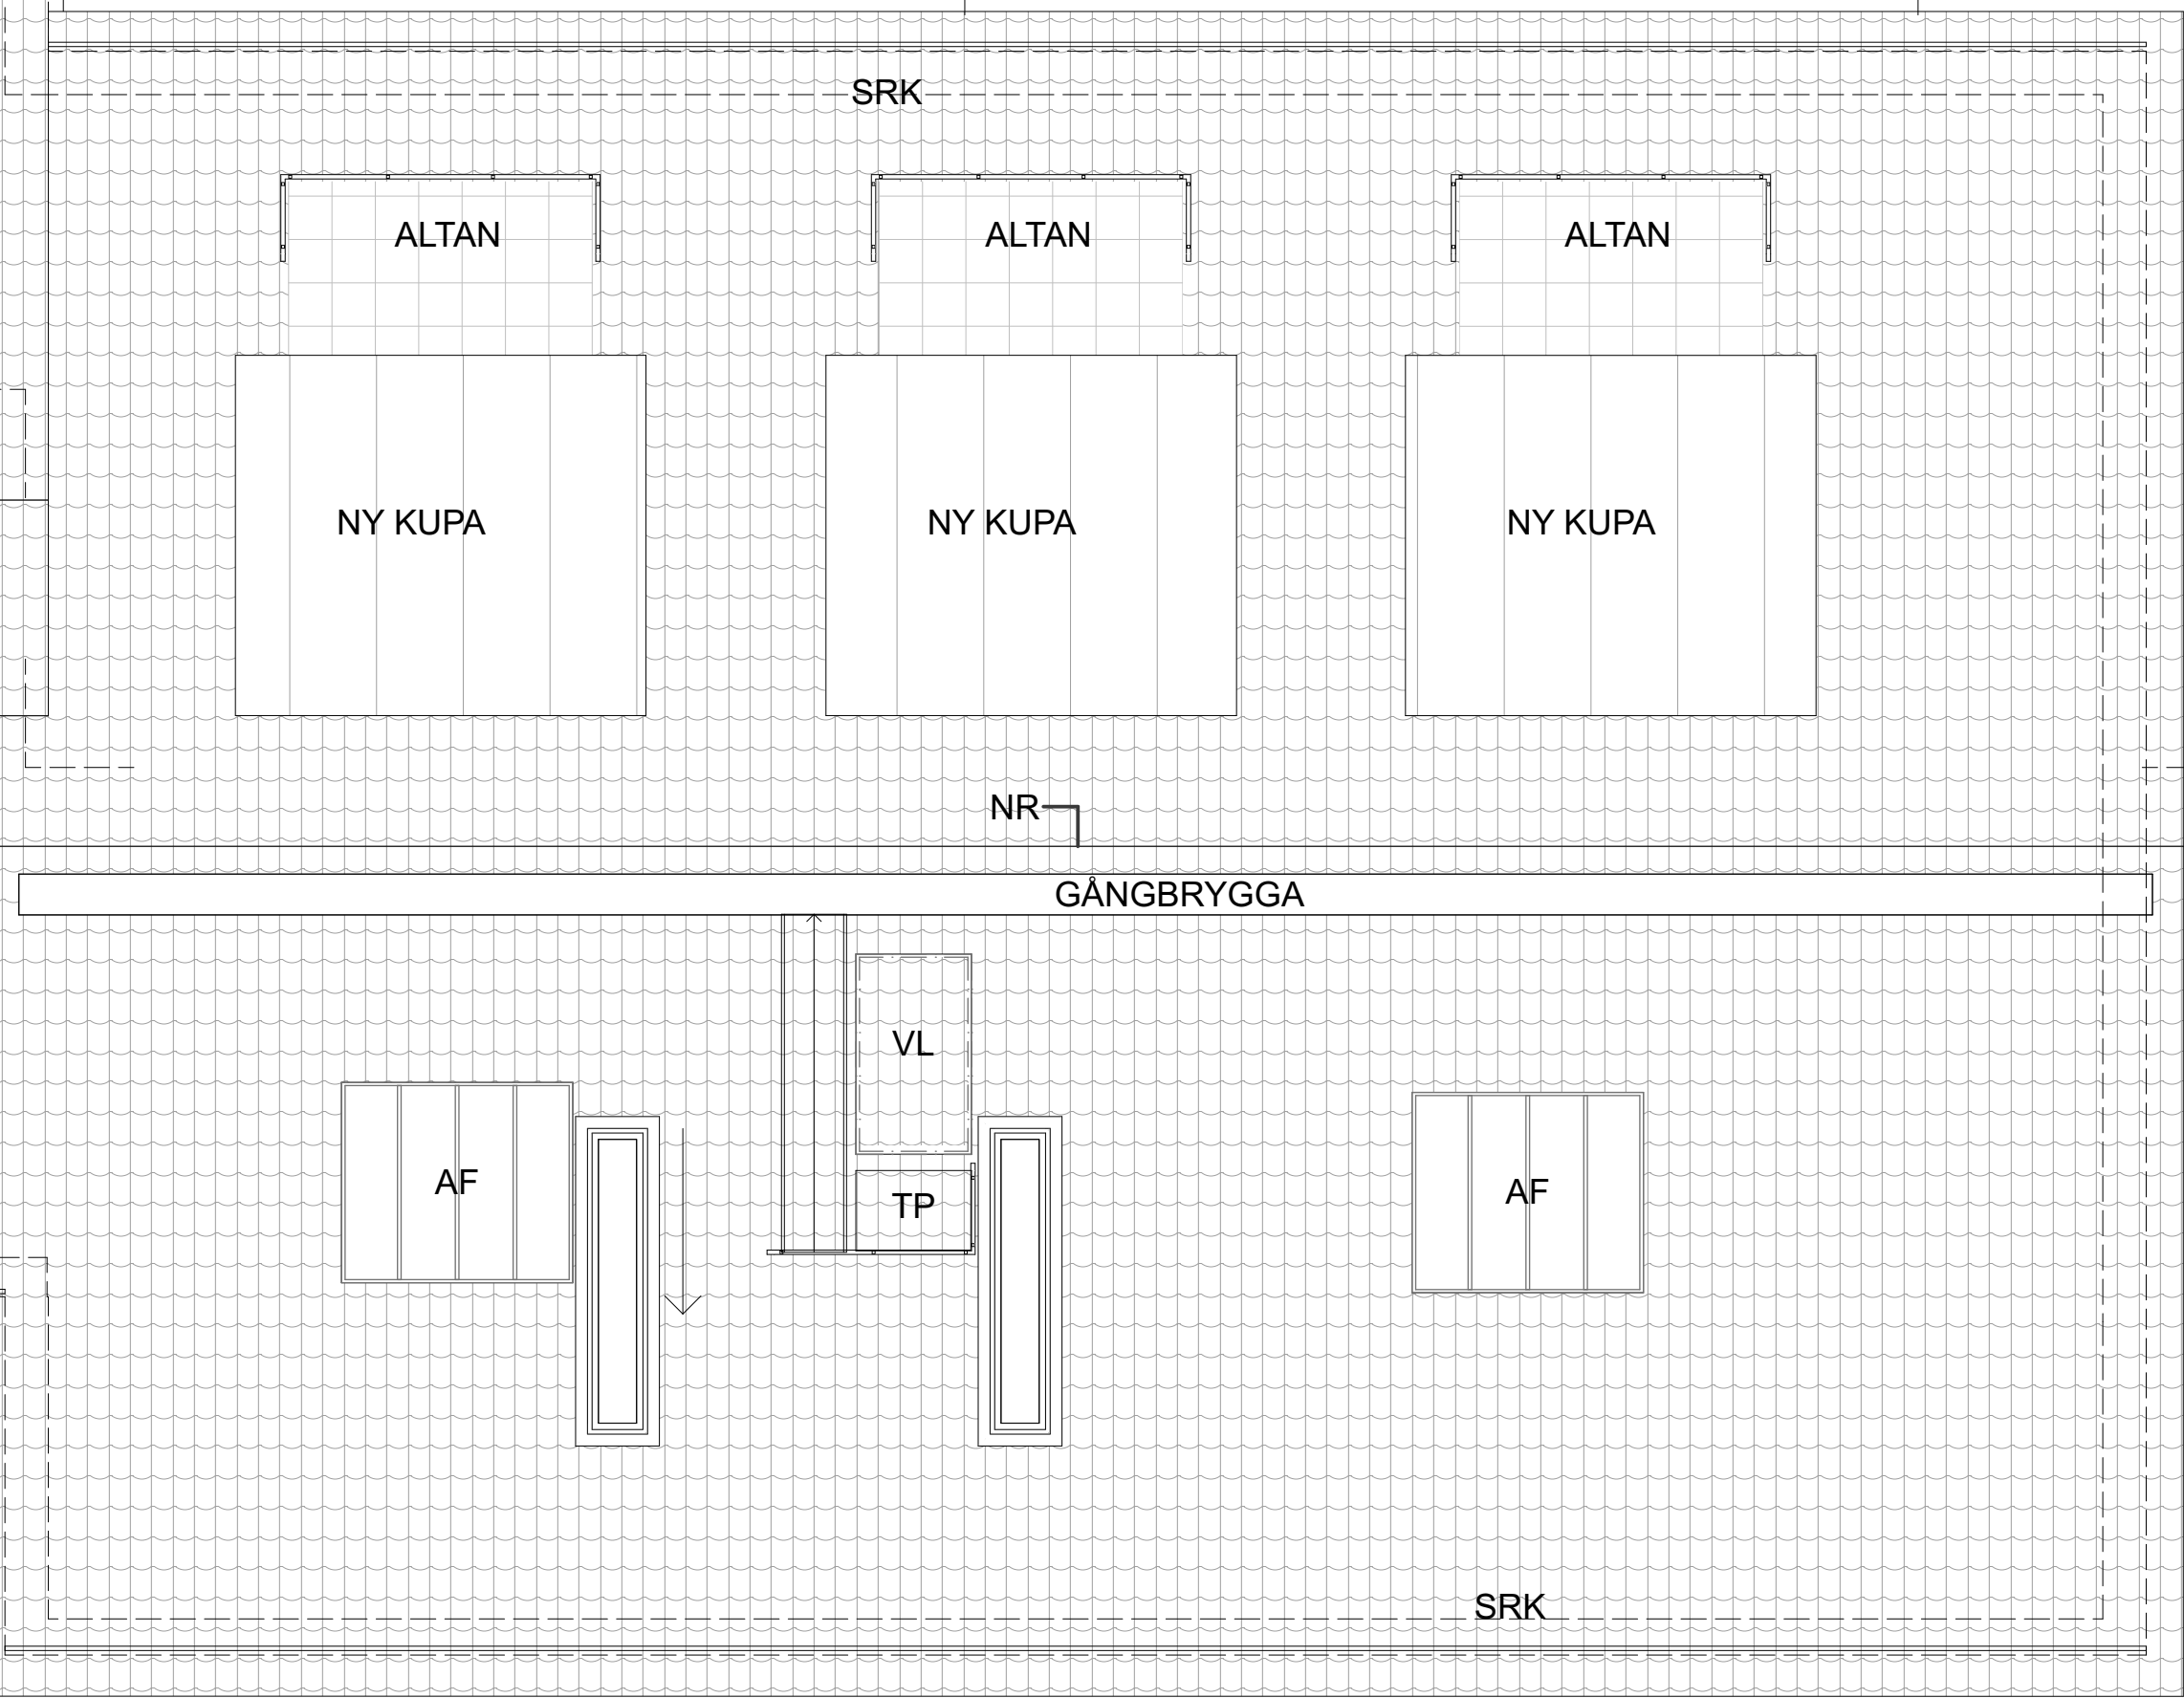 SRK
ALTAN
ALTAN
ALTAN
NY KUPA
NY KUPA
NY KUPA
NR
GÅNGBRYGGA
VL
AF
TP
AF
SRK